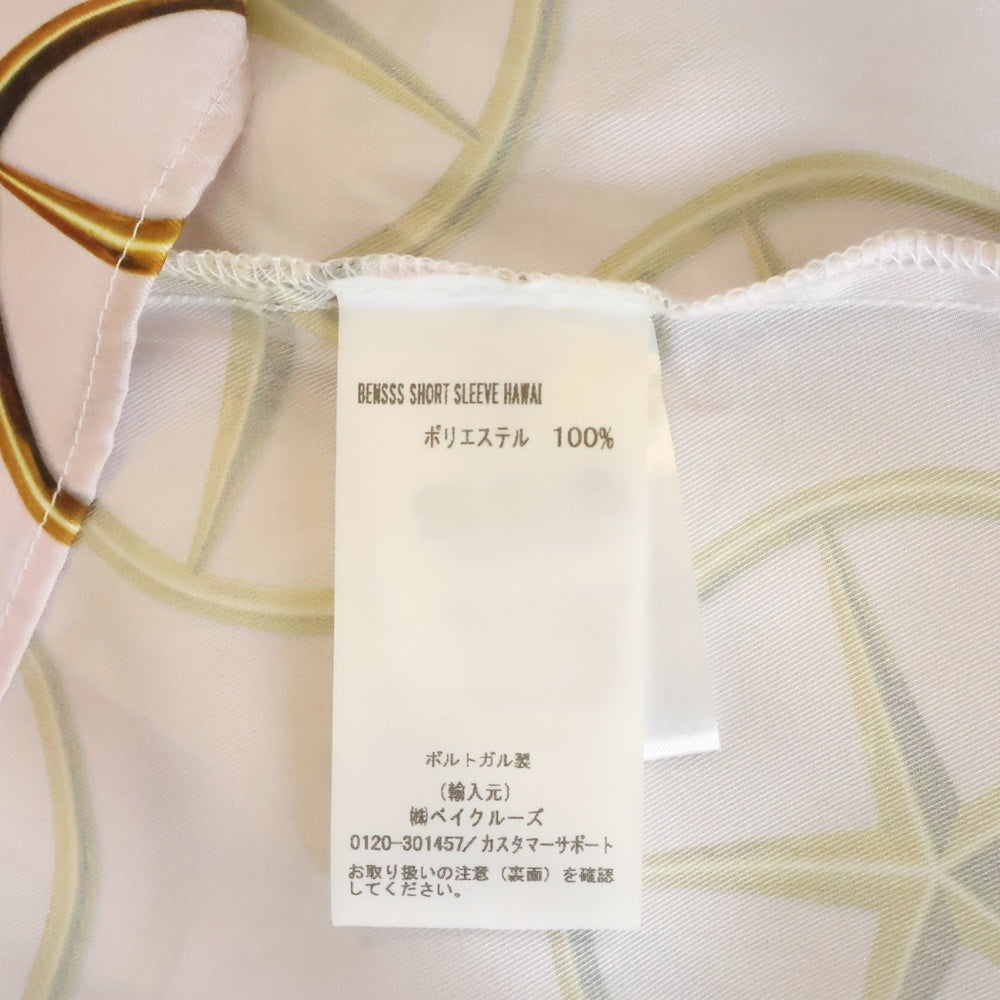 BENSSS SHORT SLEEVE HAWAI
ポリエステル 100%
ポルトガル製
(輸入元)
㈱ベイクルーズ
0120-301457/カスタマーサポート
お取り扱いの注意(裏面)を確認
してください。